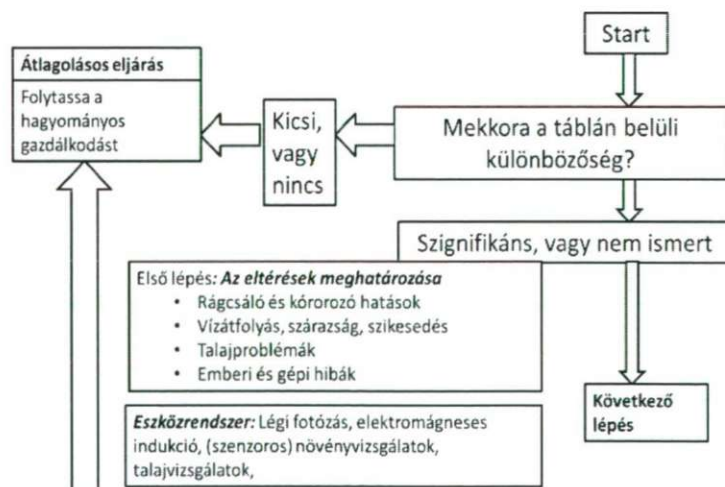 Start
Átlagolásos eljárás
Folytassa a
hagyományos
gazdálkodást
Kicsi,
vagy
nincs
Mekkora a táblán belüli
különbözőség?
Szignifikáns, vagy nem ismert
Első lépés: Az eltérések meghatározása
• Rágcsáló és kórorozó hatások
• Vízátfolyás, szárazság, szikesedés
• Talajproblémák
• Emberi és gépi hibák
Következő
lépés
Eszközrendszer: Légi fotózás, elektromágneses
indukció, (szenzoros) növényvizsgálatok,
talajvizsgálatok,